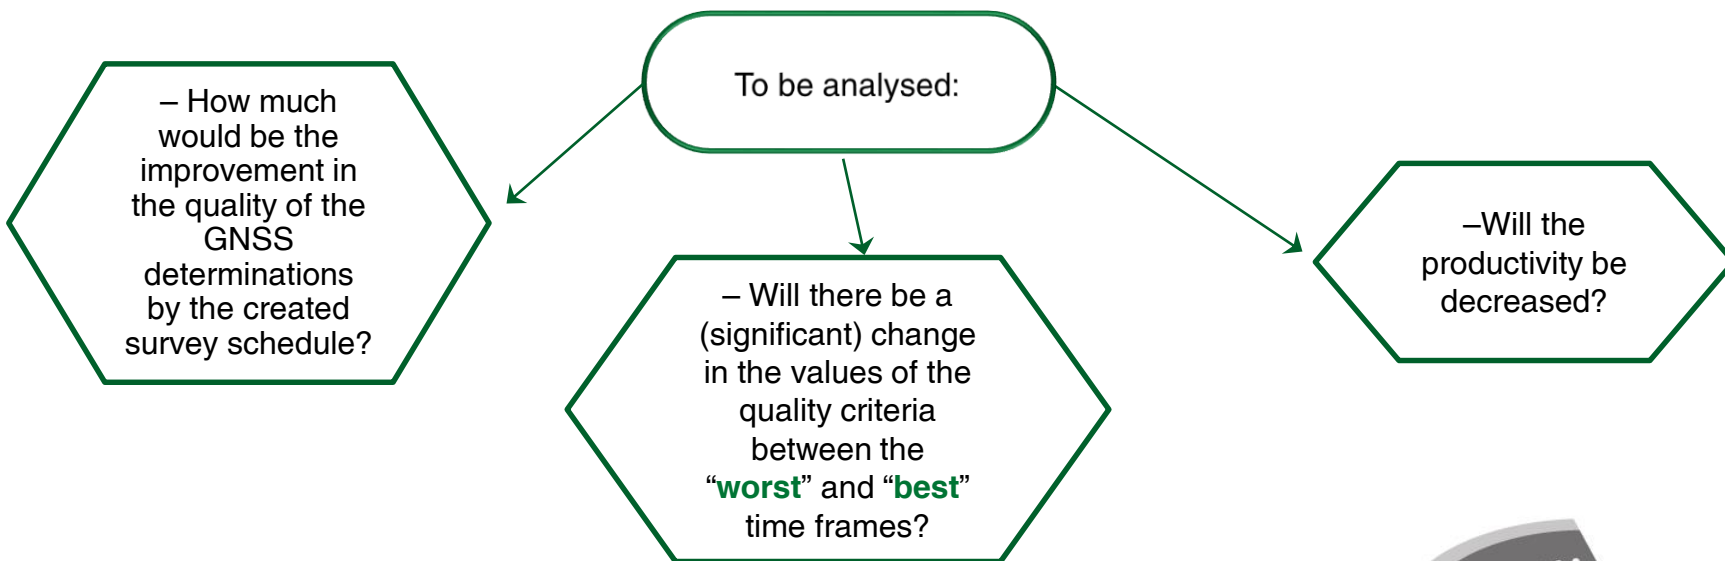 To be analysed:
– How much
would be the
improvement in
the quality of the
GNSS
determinations
by the created
survey schedule?
– Will there be a
(significant) change
in the values of the
quality criteria
between the
“worst” and “best”
time frames?
–Will the
productivity be
decreased?